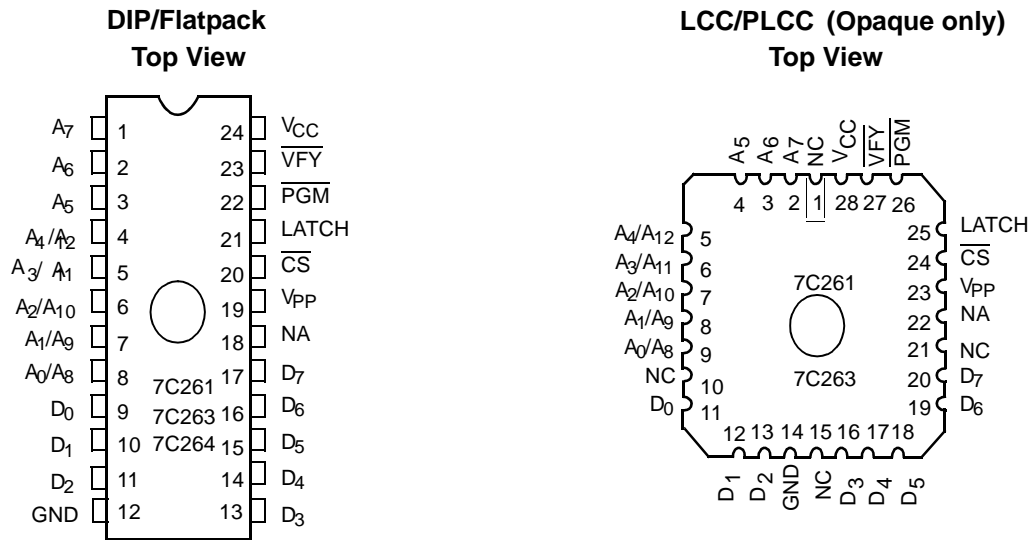 DIP/Flatpack
Top View
A7 1 24 VCC
A6 2 23 VFY
A5 3 22 PGM
A4/A12 4 21 LATCH
A3/A11 5 20 CS
A2/A10 6 19 VPP
A1/A9 7 18 NA
A0/A8 8 17 D7
7C261
D0 9 16 D6
7C263
D1 10 7C264 15 D5
D2 11 14 D4
GND 12 13 D3
LCC/PLCC (Opaque only)
Top View
A5 A6 A7 NC VCC VFY PGM
4 3 2 1 28 27 26
A4/A12 5 25 LATCH
A3/A11 6 24 CS
A2/A10 7 7C261 23 VPP
A1/A9 8 22 NA
A0/A8 9 21 NC
NC 10 7C263 20 D7
D0 11 19 D6
12 13 14 15 16 17 18
D1 D2 GND NC D3 D4 D5